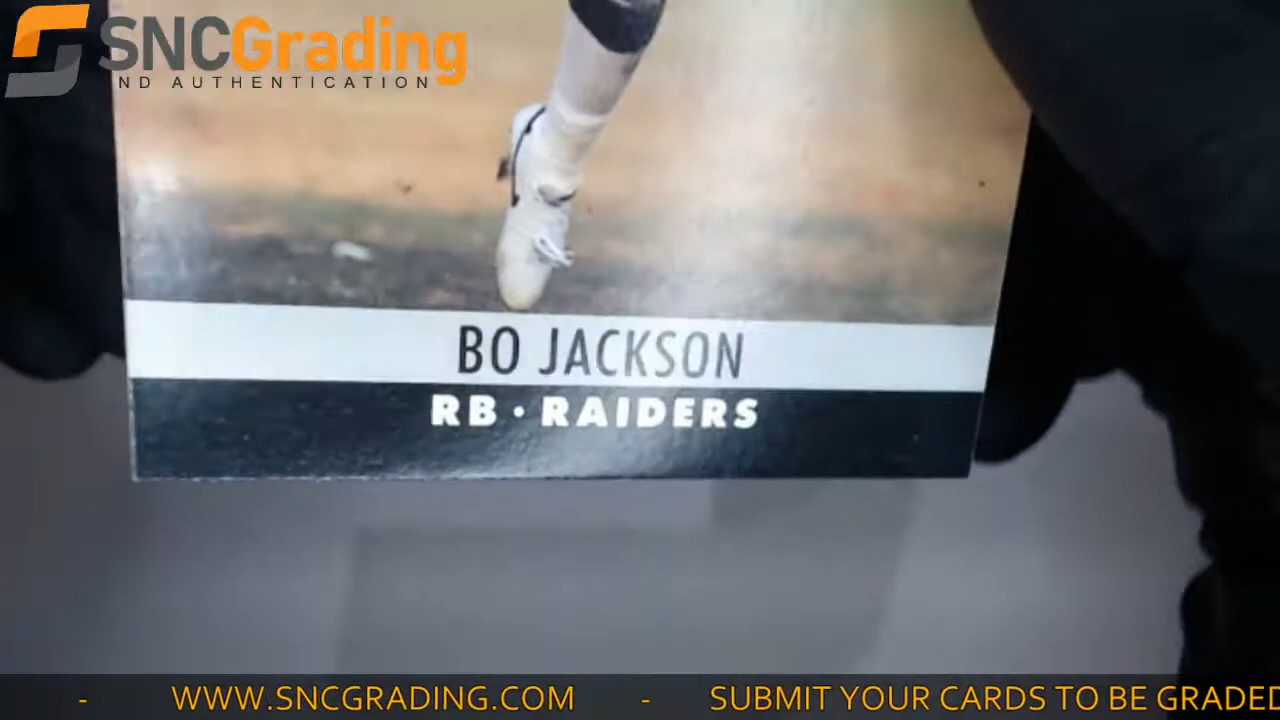 SNCGrading
ND AUTHENTICATION
BO JACKSON
RB · RAIDERS
- WWW.SNCGRADING.COM - SUBMIT YOUR CARDS TO BE GRADED